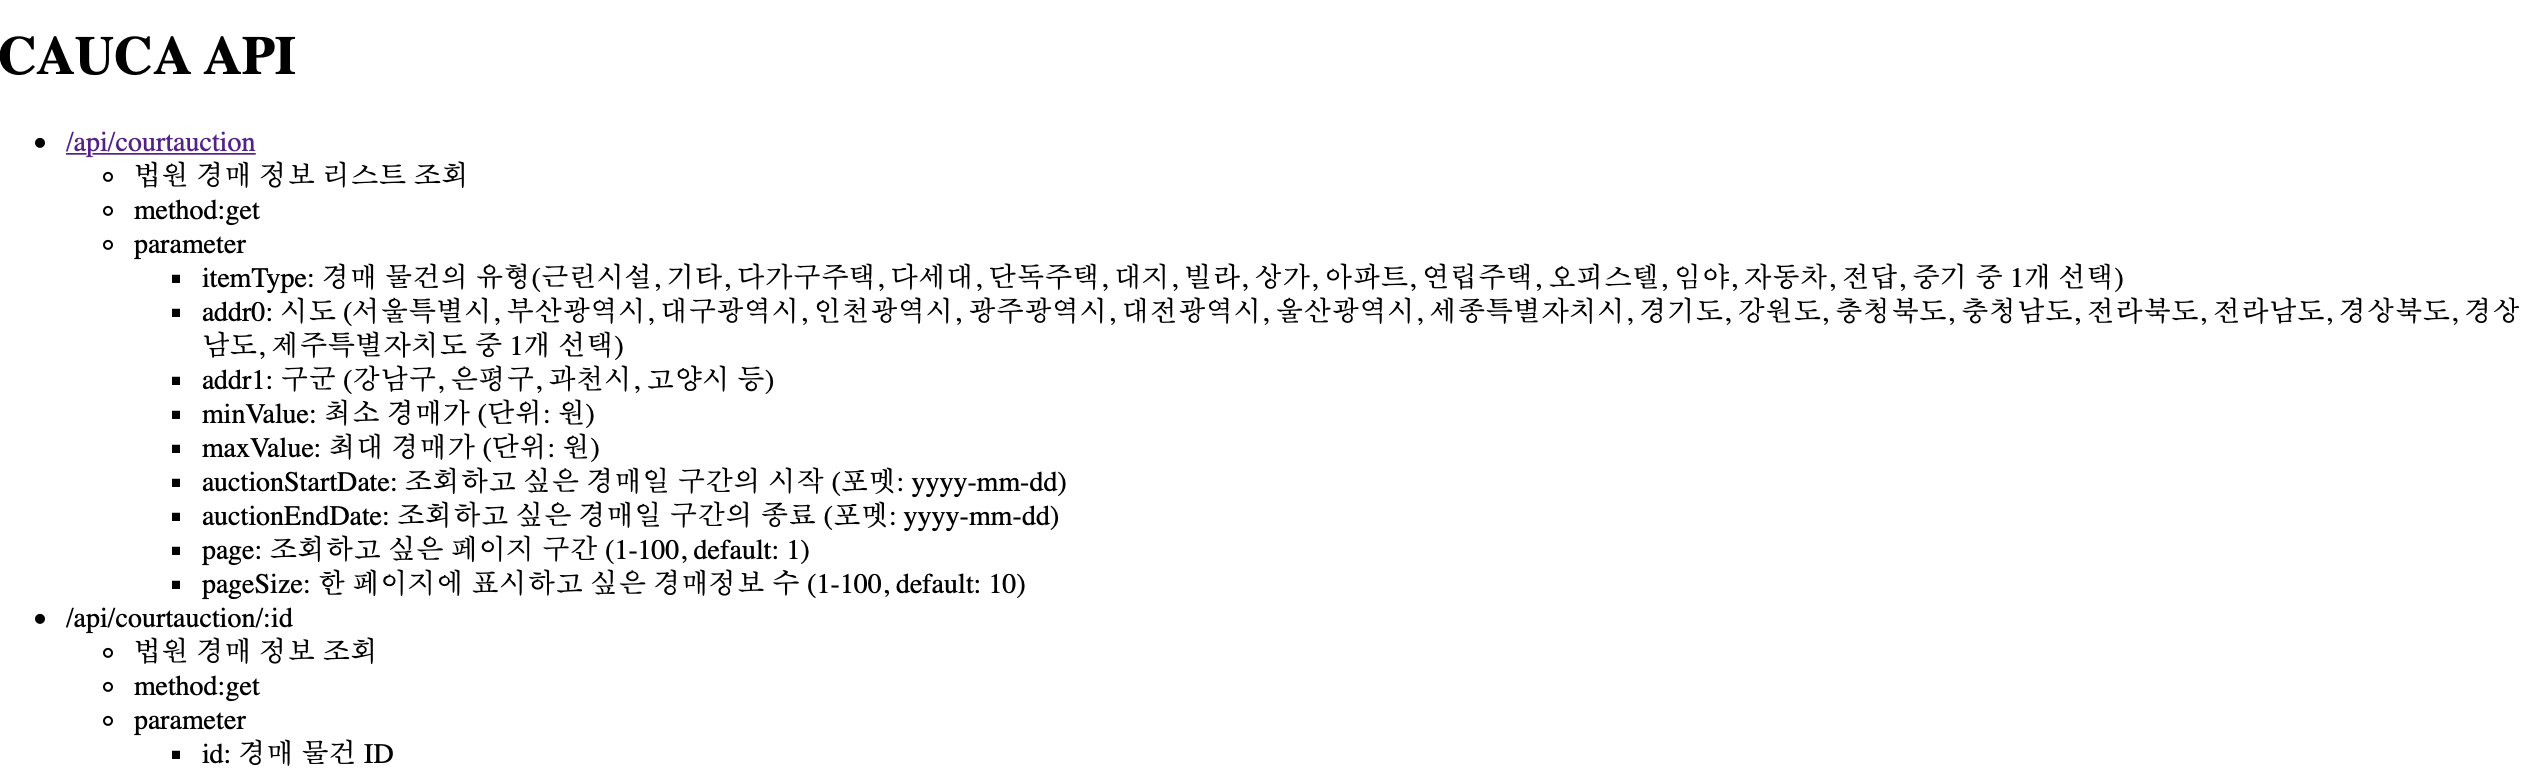 CAUCA API
/api/courtauction
법원 경매 정보 리스트 조회
method:get
parameter
itemType: 경매 물건의 유형(근린시설, 기타, 다가구주택, 다세대, 단독주택, 대지, 빌라, 상가, 아파트, 연립주택, 오피스텔, 임야, 자동차, 전답, 중기 중 1개 선택)
addr0: 시도 (서울특별시, 부산광역시, 대구광역시, 인천광역시, 광주광역시, 대전광역시, 울산광역시, 세종특별자치시, 경기도, 강원도, 충청북도, 충청남도, 전라북도, 전라남도, 경상북도, 경상
남도, 제주특별자치도 중 1개 선택)
addr1: 구군 (강남구, 은평구, 과천시, 고양시 등)
minValue: 최소 경매가 (단위: 원)
maxValue: 최대 경매가 (단위: 원)
auctionStartDate: 조회하고 싶은 경매일 구간의 시작 (포멧: yyyy-mm-dd)
auctionEndDate: 조회하고 싶은 경매일 구간의 종료 (포멧: yyyy-mm-dd)
page: 조회하고 싶은 페이지 구간 (1-100, default: 1)
pageSize: 한 페이지에 표시하고 싶은 경매정보 수 (1-100, default: 10)
/api/courtauction/:id
법원 경매 정보 조회
method:get
parameter
id: 경매 물건 ID